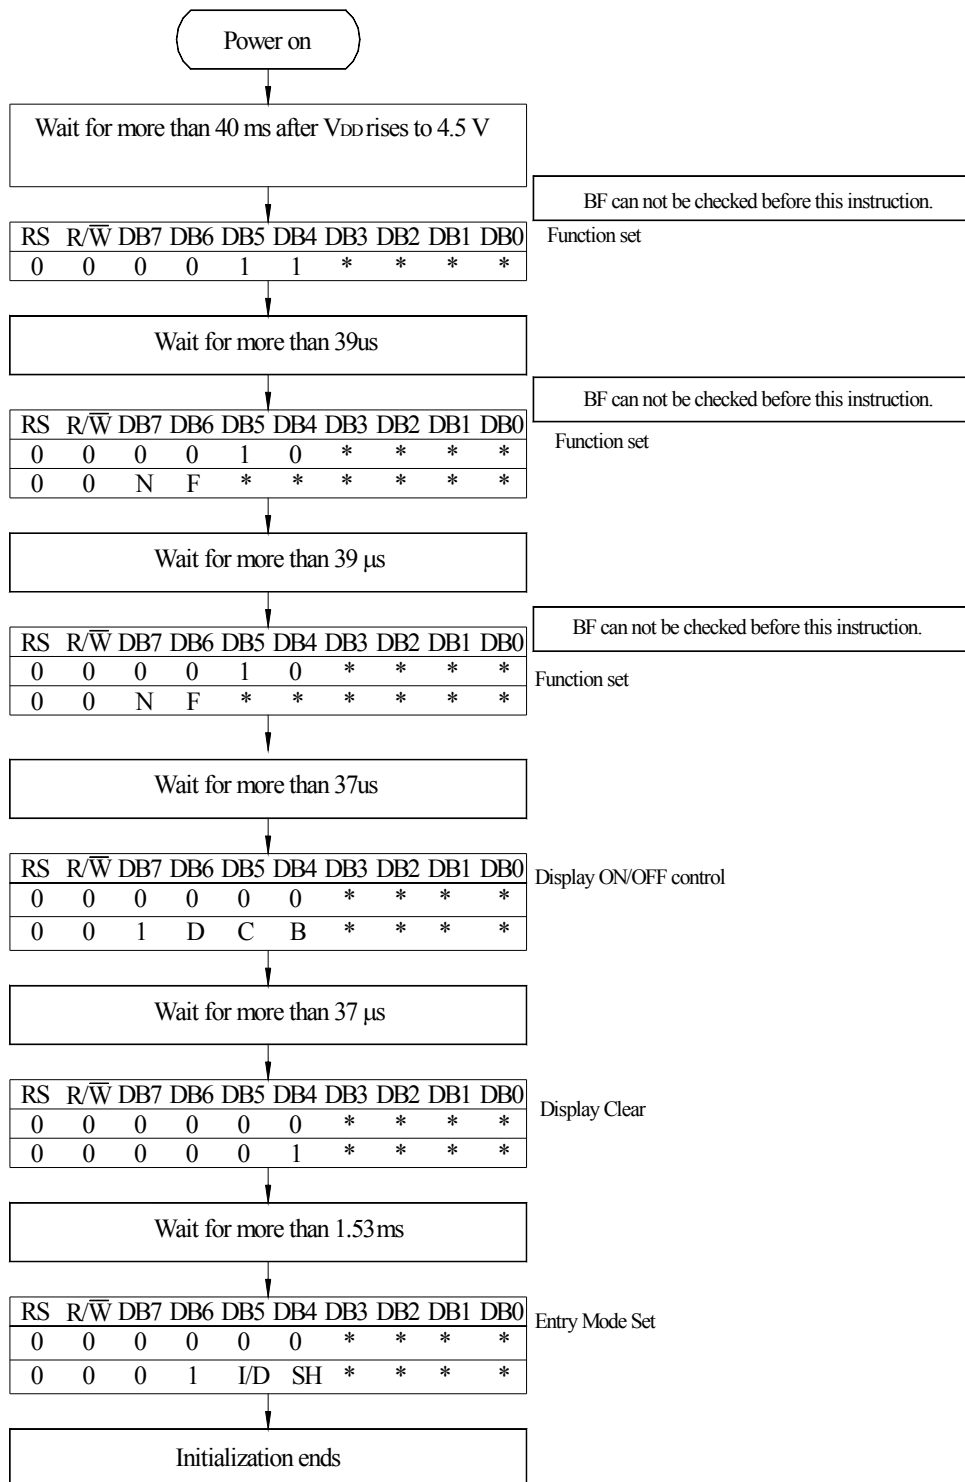 Power on
Wait for more than 40 ms after VDD rises to 4.5 V
BF can not be checked before this instruction.
RS R/W̅ DB7 DB6 DB5 DB4 DB3 DB2 DB1 DB0
Function set
0 0 0 0 1 1 * * * *
Wait for more than 39us
BF can not be checked before this instruction.
RS R/W̅ DB7 DB6 DB5 DB4 DB3 DB2 DB1 DB0
Function set
0 0 0 0 1 0 * * * *
0 0 N F * * * * * *
Wait for more than 39 µs
BF can not be checked before this instruction.
RS R/W̅ DB7 DB6 DB5 DB4 DB3 DB2 DB1 DB0
0 0 0 0 1 0 * * * *
Function set
0 0 N F * * * * * *
Wait for more than 37us
RS R/W̅ DB7 DB6 DB5 DB4 DB3 DB2 DB1 DB0
Display ON/OFF control
0 0 0 0 0 0 * * * *
0 0 1 D C B * * * *
Wait for more than 37 µs
RS R/W̅ DB7 DB6 DB5 DB4 DB3 DB2 DB1 DB0
Display Clear
0 0 0 0 0 0 * * * *
0 0 0 0 0 1 * * * *
Wait for more than 1.53ms
RS R/W̅ DB7 DB6 DB5 DB4 DB3 DB2 DB1 DB0
Entry Mode Set
0 0 0 0 0 0 * * * *
0 0 0 1 I/D SH * * * *
Initialization ends